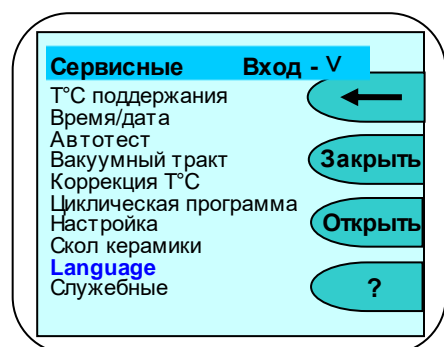 Сервисные Вход - V
T°C поддержания
Время/дата
Автотест
Вакуумный тракт
Коррекция T°C
Циклическая программа
Настройка
Скол керамики
Language
Служебные
Закрыть
Открыть
?